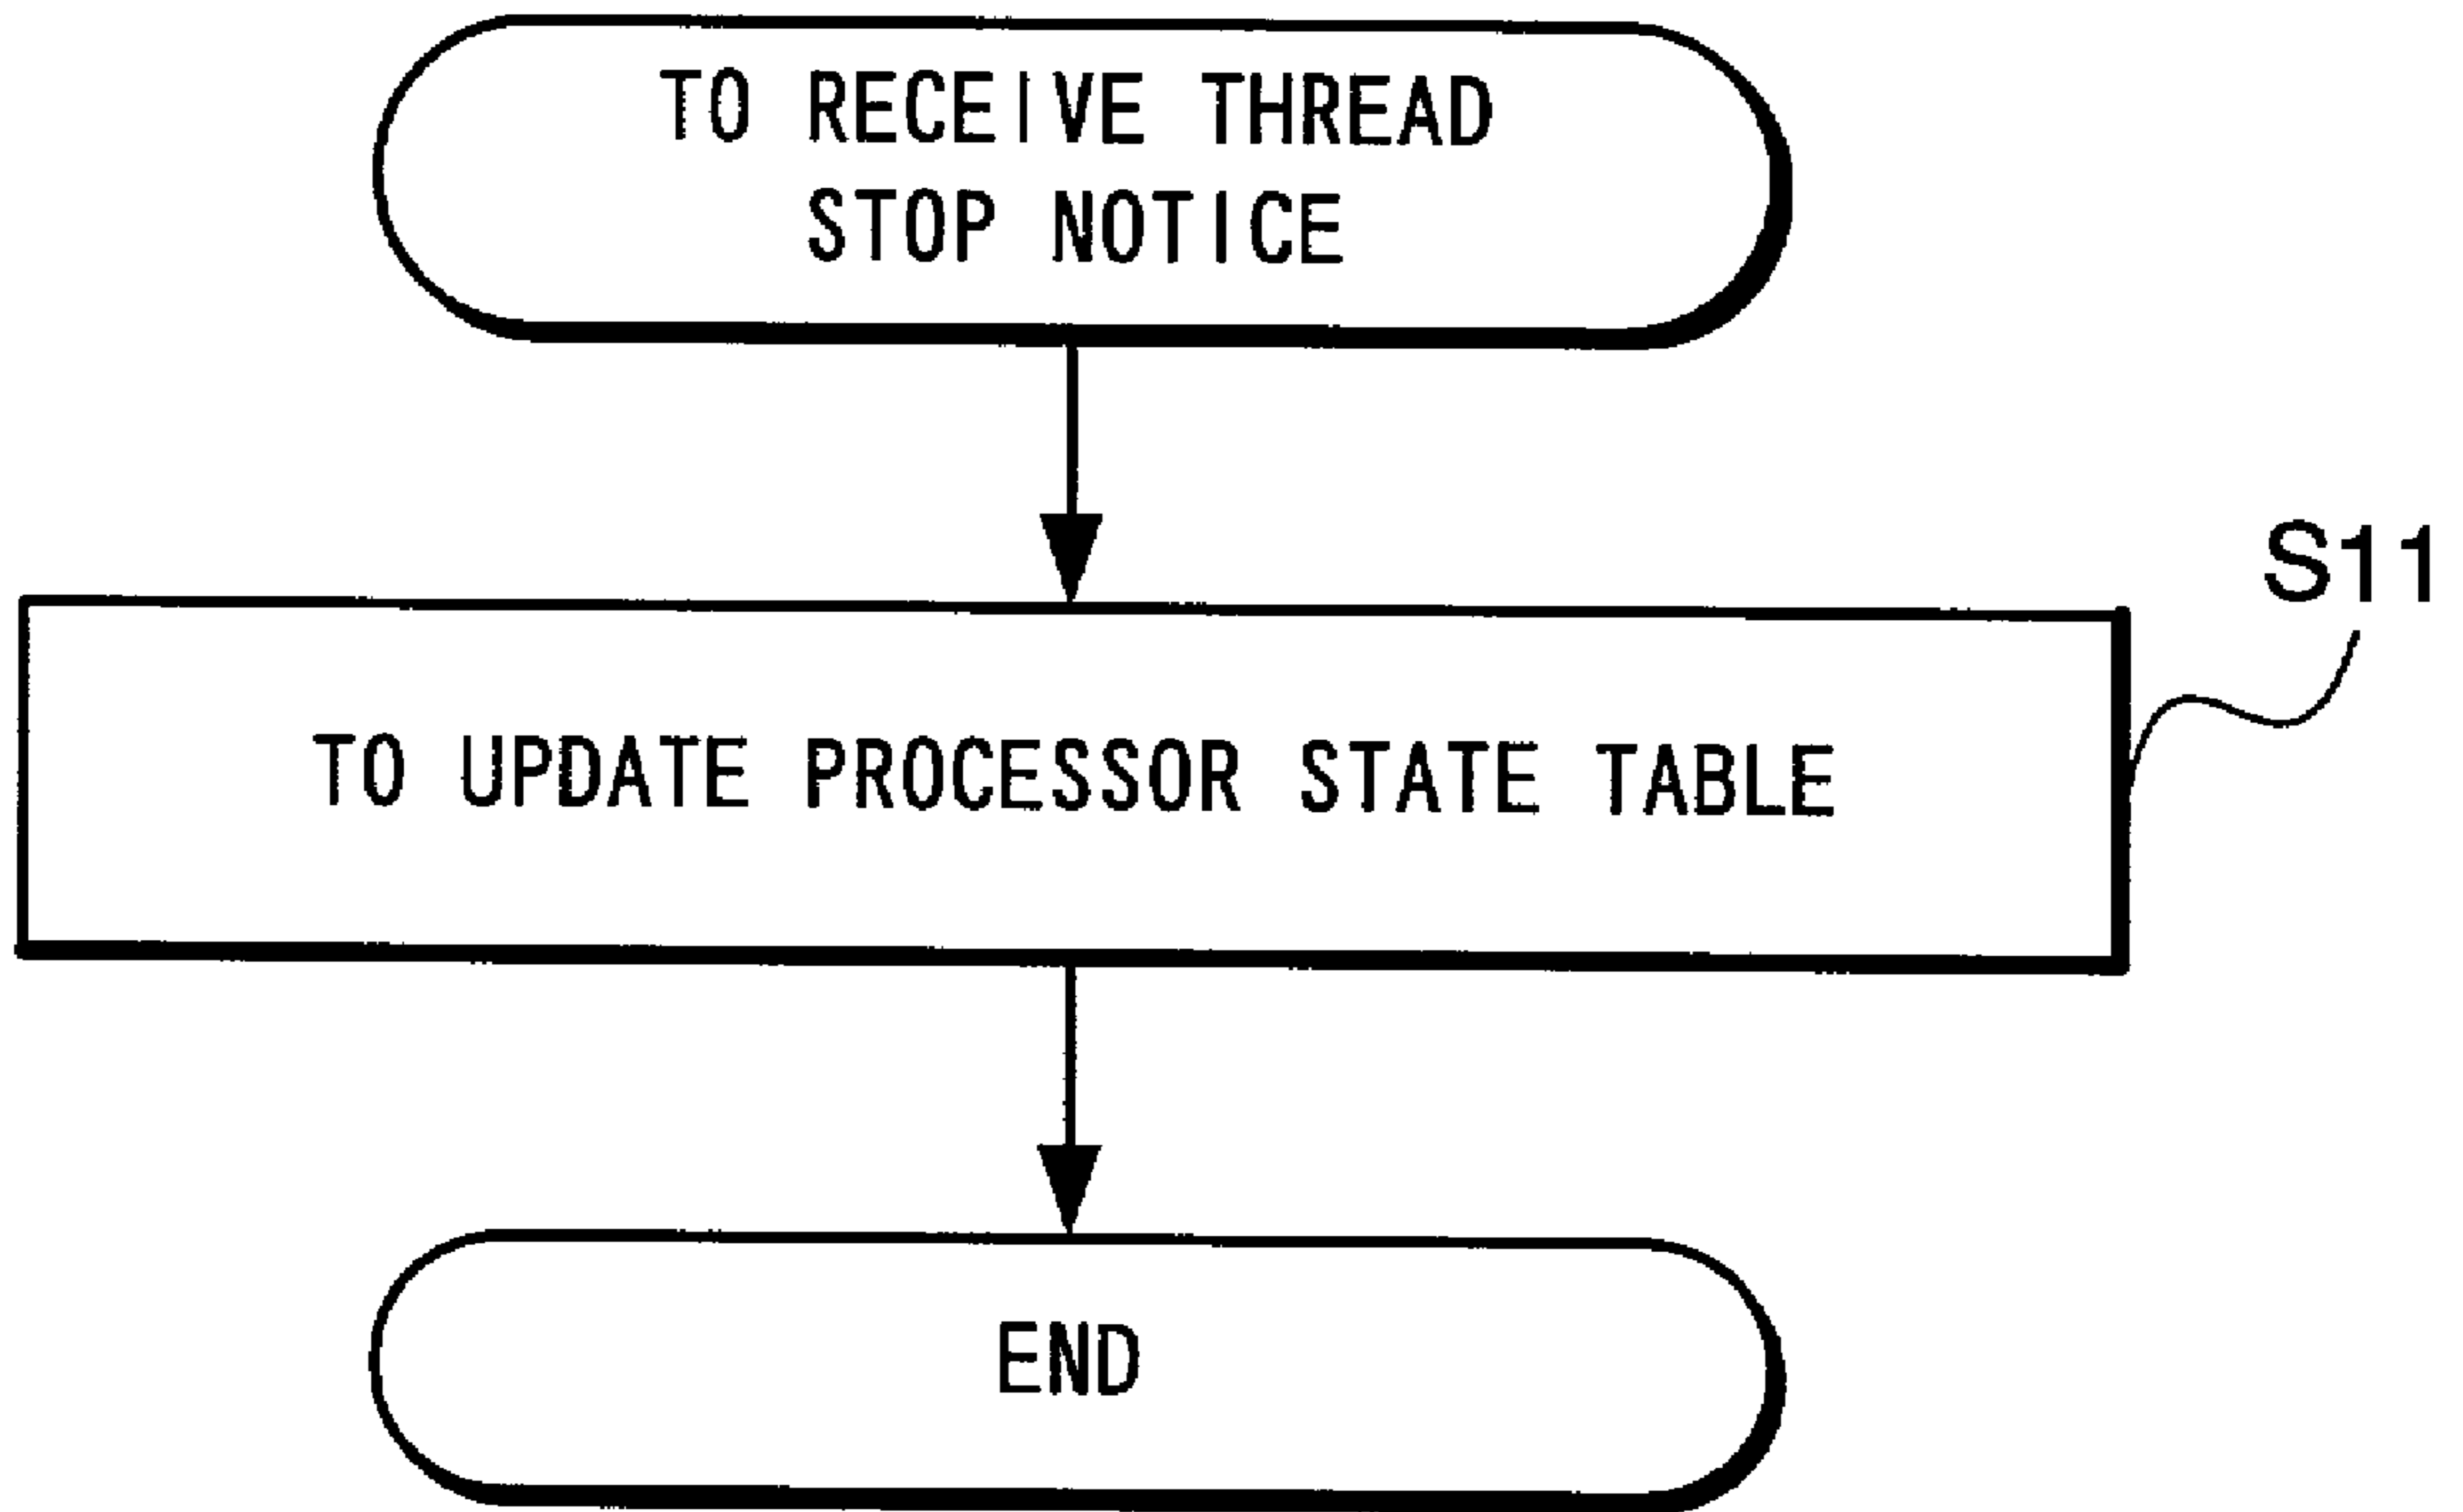 TO RECEIVE THREAD
STOP NOTICE
S11
TO UPDATE PROCESSOR STATE TABLE
END